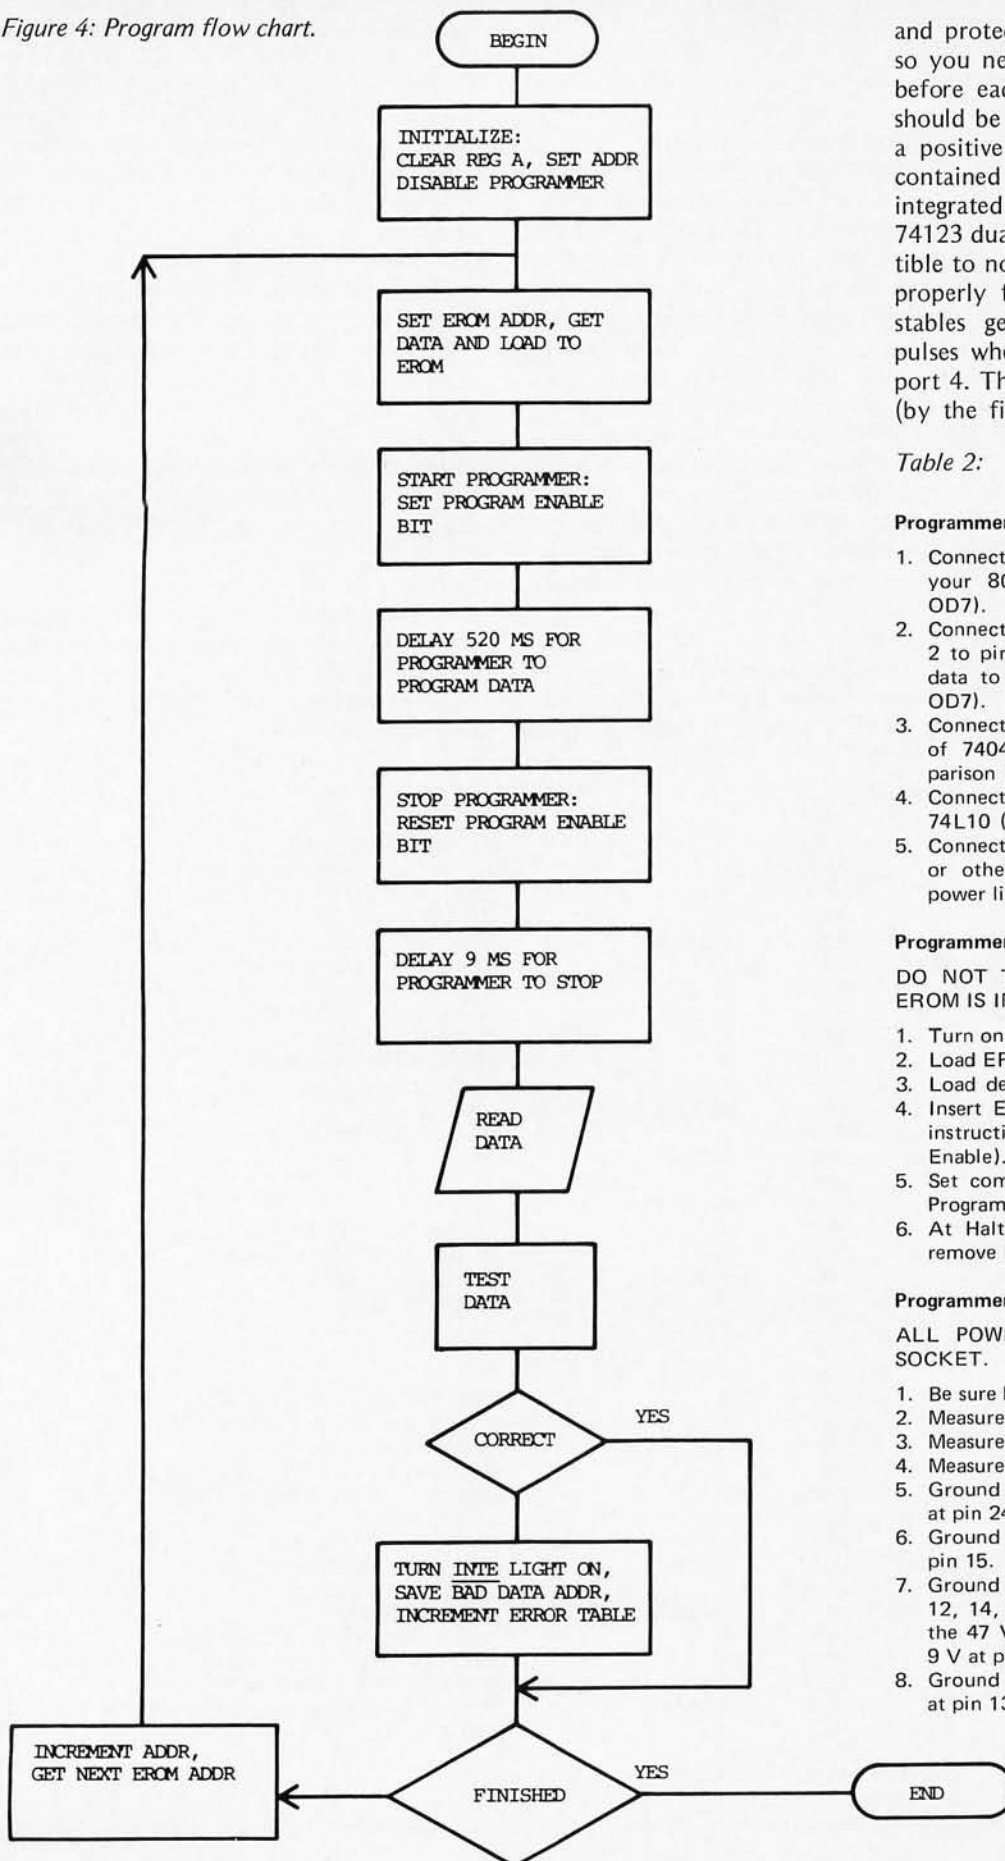 Figure 4: Program flow chart.
BEGIN
INITIALIZE:
CLEAR REG A, SET ADDR
DISABLE PROGRAMMER
SET EROM ADDR, GET
DATA AND LOAD TO
EROM
START PROGRAMMER:
SET PROGRAM ENABLE
BIT
DELAY 520 MS FOR
PROGRAMMER TO
PROGRAM DATA
STOP PROGRAMMER:
RESET PROGRAM ENABLE
BIT
DELAY 9 MS FOR
PROGRAMMER TO STOP
READ
DATA
TEST
DATA
CORRECT
YES
TURN INTE LIGHT ON,
SAVE BAD DATA ADDR,
INCREMENT ERROR TABLE
INCREMENT ADDR,
GET NEXT EROM ADDR
FINISHED
YES
END
and protec
so you ne
before eac
should be
a positive
contained
integrated
74123 dua
tible to no
properly f
stables ge
pulses whe
port 4. Th
(by the fi
Table 2:
Programmer
1. Connect
your 80
OD7).
2. Connect
2 to pin
data to
OD7).
3. Connect
of 7404
parison
4. Connect
74L10 (
5. Connect
or othe
power li
Programmer
DO NOT T
EROM IS I
1. Turn on
2. Load EF
3. Load de
4. Insert E
instructi
Enable).
5. Set com
Program
6. At Halt
remove
Programmer
ALL POWE
SOCKET.
1. Be sure
2. Measure
3. Measure
4. Measure
5. Ground
at pin 24
6. Ground
pin 15.
7. Ground
12, 14,
the 47 V
9 V at p
8. Ground
at pin 13